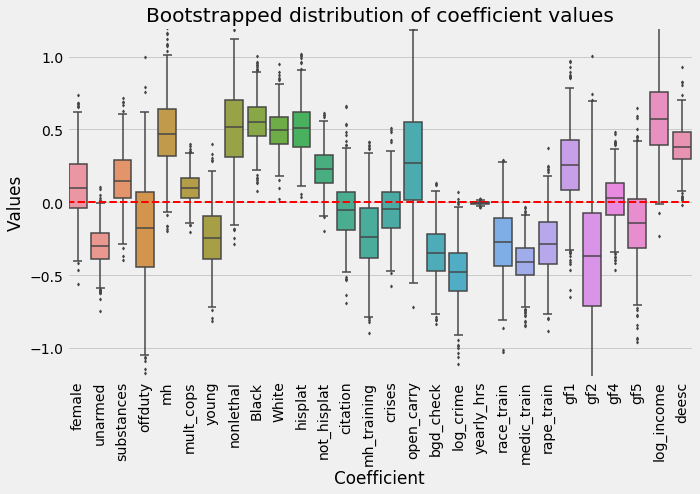 Bootstrapped distribution of coefficient values
Values
1.0
0.5
0.0
−0.5
−1.0
female
unarmed
substances
offduty
mh
mult_cops
young
nonlethal
Black
White
hisplat
not_hisplat
citation
mh_training
crises
open_carry
bgd_check
log_crime
yearly_hrs
race_train
medic_train
rape_train
gf1
gf2
gf4
gf5
log_income
deesc
Coefficient